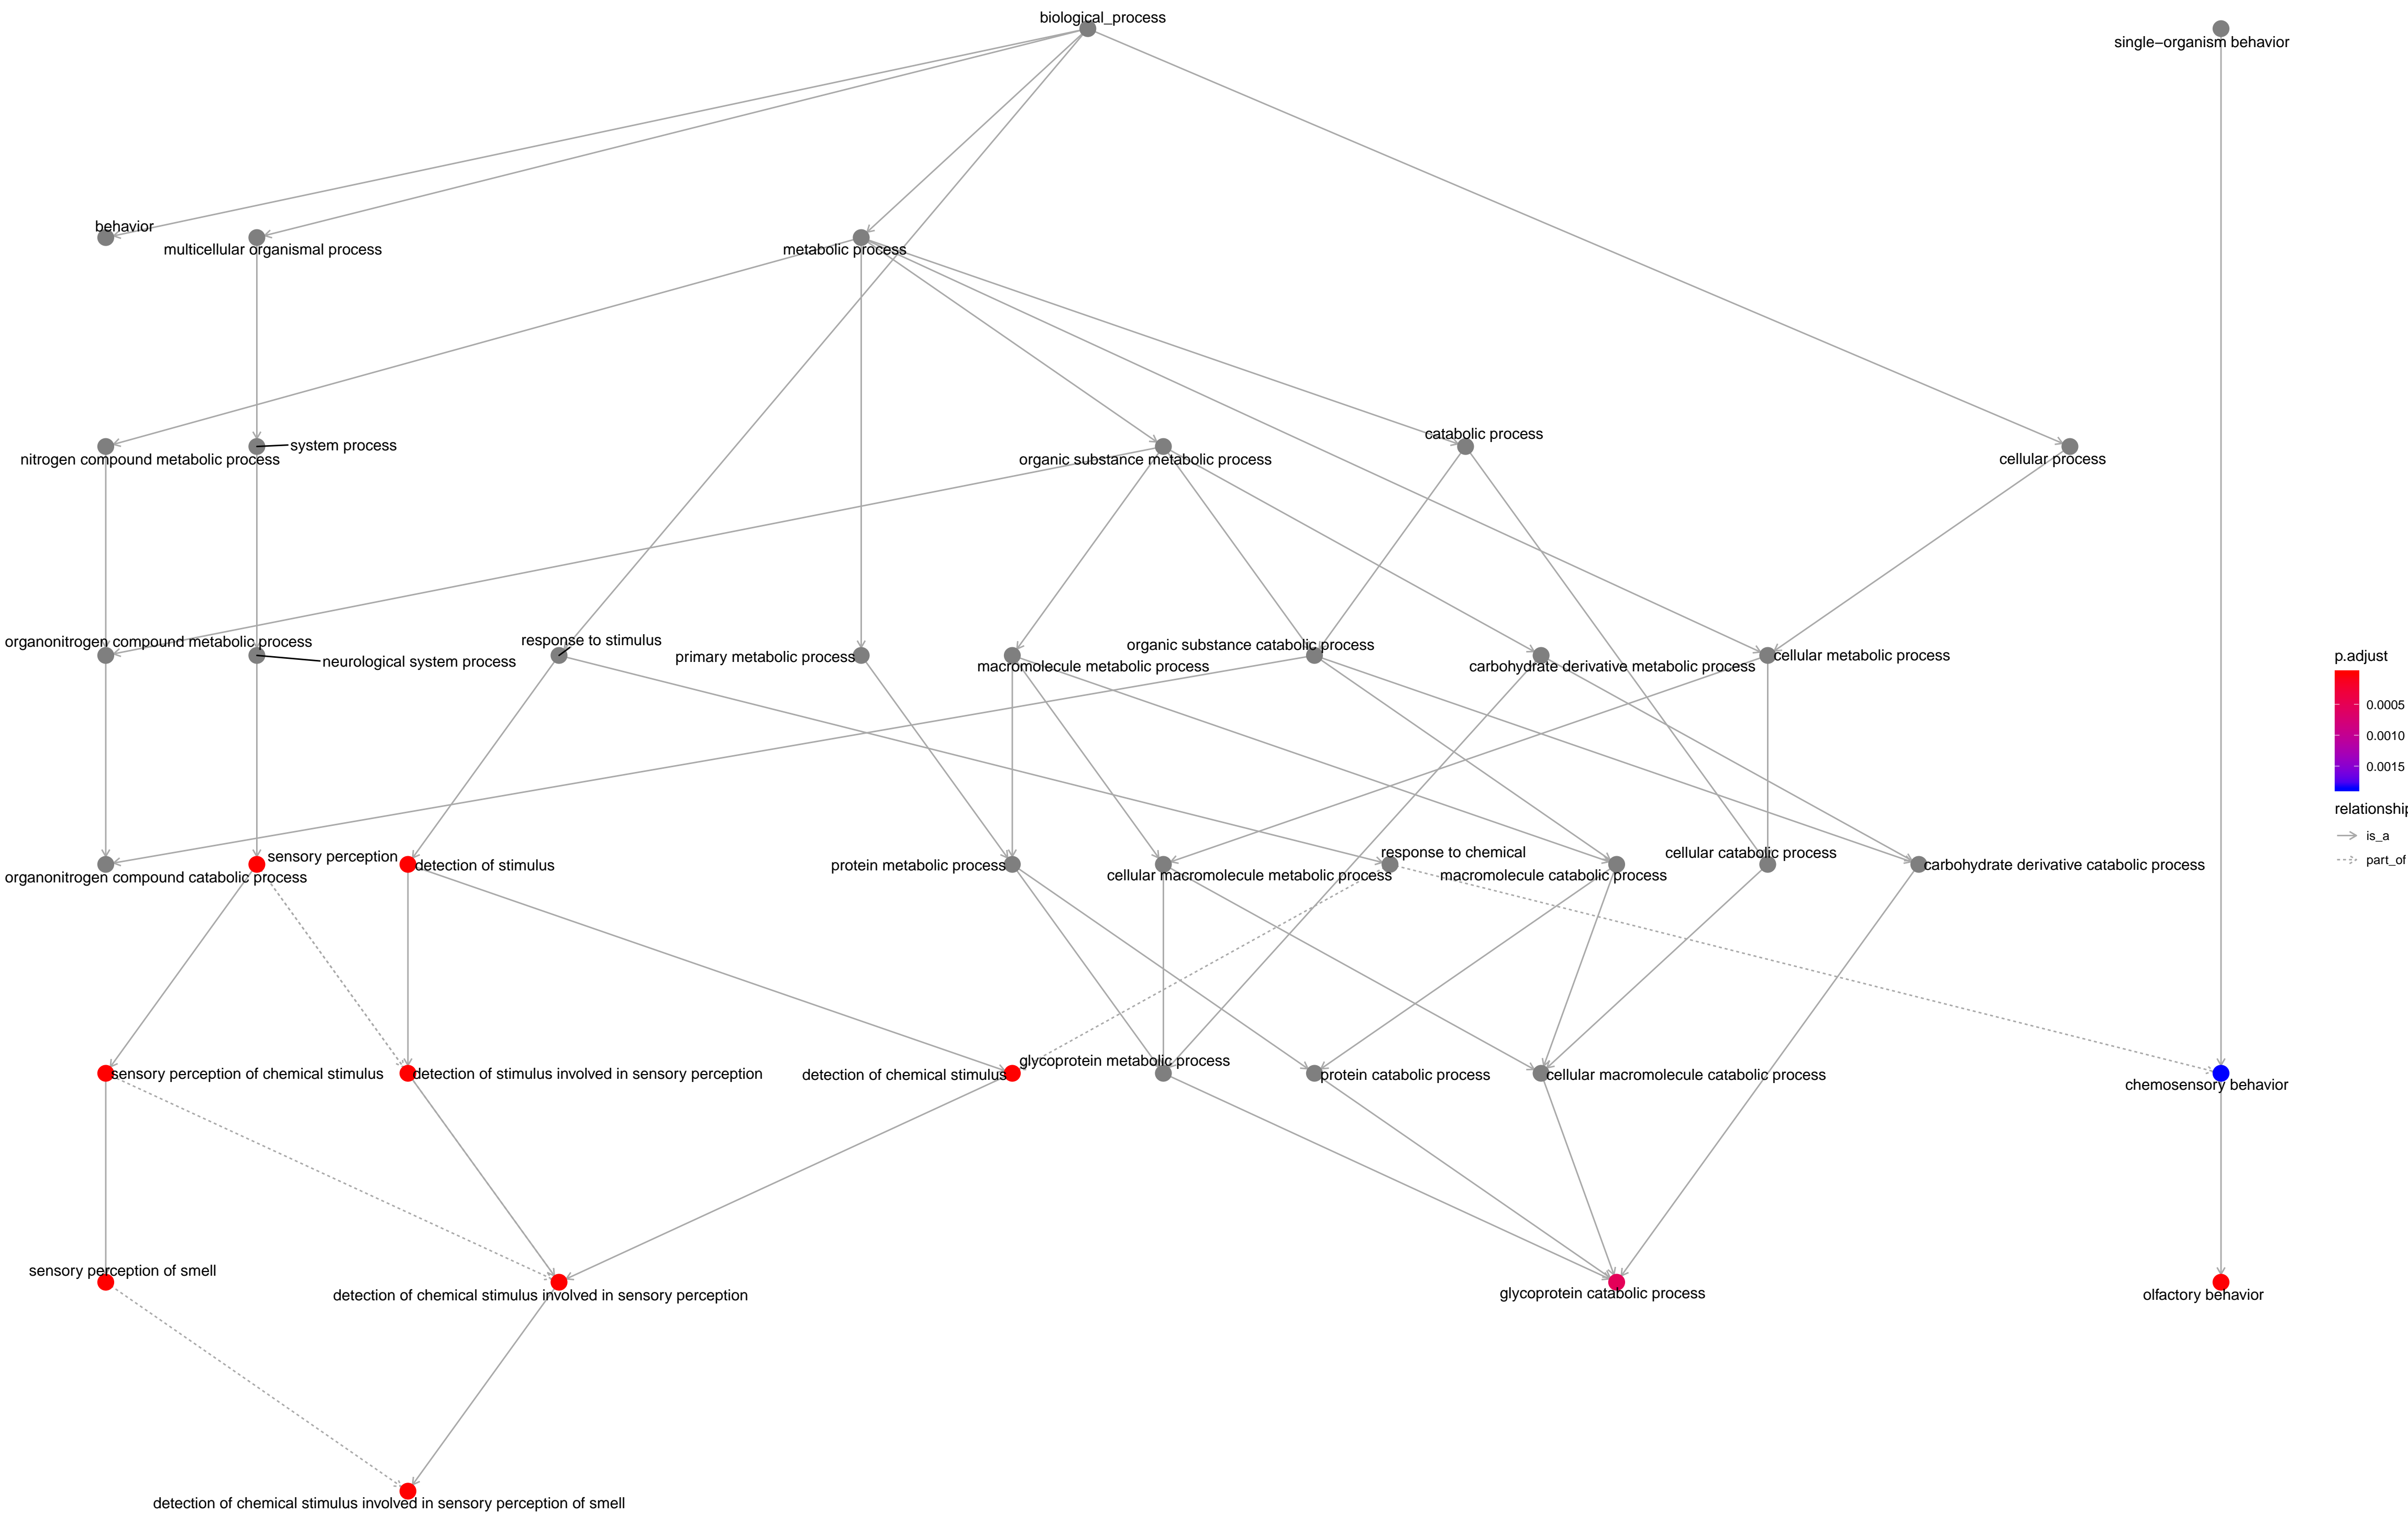 biological_process
single−organism behavior
behavior
multicellular organismal process
metabolic process
catabolic process
system process
nitrogen compound metabolic process
organic substance metabolic process
cellular process
response to stimulus
organonitrogen compound metabolic process
organic substance catabolic process
neurological system process
primary metabolic process
macromolecule metabolic process
carbohydrate derivative metabolic process
cellular metabolic process
p.adjust
0.0005
0.0010
0.0015
relationship
is_a
part_of
sensory perception
detection of stimulus
response to chemical
cellular catabolic process
organonitrogen compound catabolic process
protein metabolic process
cellular macromolecule metabolic process
macromolecule catabolic process
carbohydrate derivative catabolic process
glycoprotein metabolic process
sensory perception of chemical stimulus
detection of stimulus involved in sensory perception
detection of chemical stimulus
protein catabolic process
cellular macromolecule catabolic process
chemosensory behavior
sensory perception of smell
detection of chemical stimulus involved in sensory perception
glycoprotein catabolic process
olfactory behavior
detection of chemical stimulus involved in sensory perception of smell